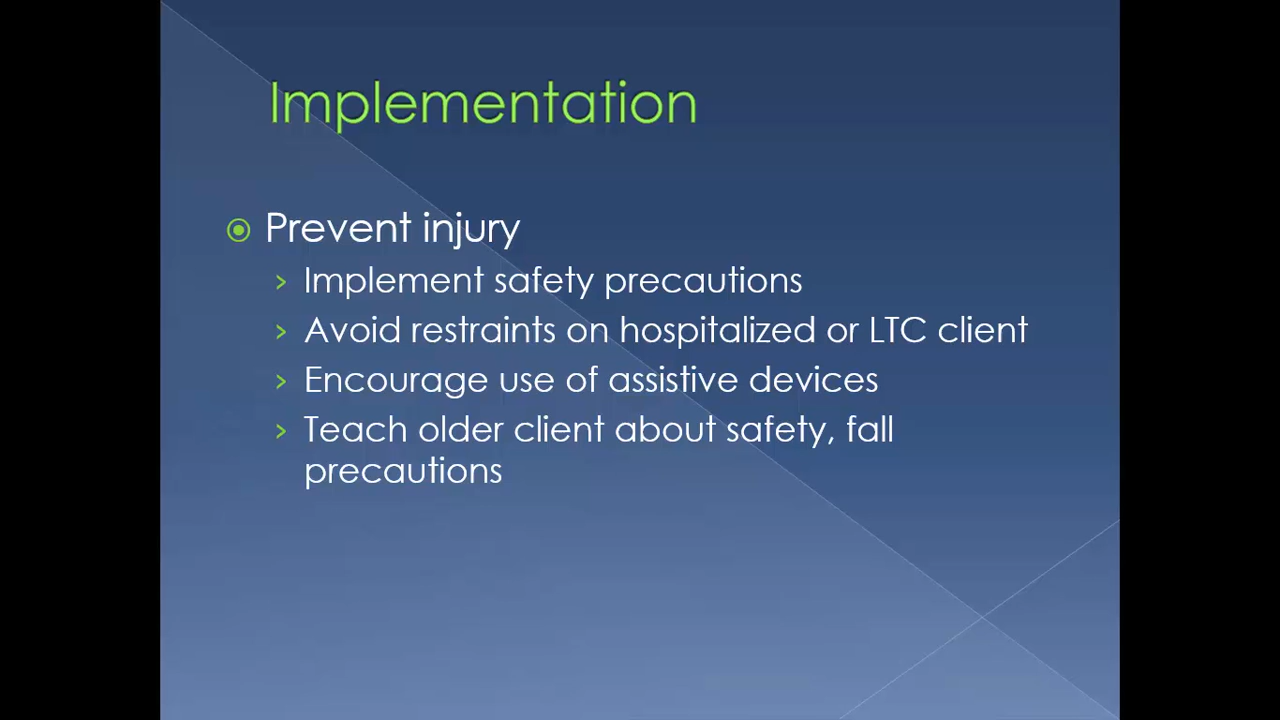 Implementation
Prevent injury
Implement safety precautions
Avoid restraints on hospitalized or LTC client
Encourage use of assistive devices
Teach older client about safety, fall
precautions